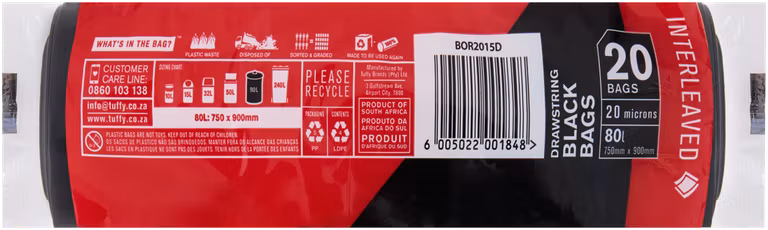 WHAT'S IN THE BAG?
PLASTIC WASTE
DISPOSED OF
SORTED & GRADED
MADE TO BE USED AGAIN
CUSTOMER
CARE LINE:
0860 103 138
info@tuffy.co.za
www.tuffy.co.za
SIZING CHART:
15L
32L
50L
80L
240L
80L: 750 x 900mm
PLASTIC BAGS ARE NOT TOYS. KEEP OUT OF REACH OF CHILDREN.
OS SACOS DE PLÁSTICO NÃO SÃO BRINQUEDOS. MANTER FORA DO ALCANCE DAS CRIANÇAS
LES SACS EN PLASTIQUE NE SONT PAS DES JOUETS. TENIR HORS DE LA PORTÉE DES ENFANTS
PLEASE
RECYCLE
PACKAGING
PP
CONTENTS
LDPE
Manufactured by
Tuffy Brands (Pty) Ltd.
Airport City, 7490
PRODUCT OF
SOUTH AFRICA
PRODUTO DA
AFRICA DO SUL
PRODUIT
D'AFRIQUE DU SUD
BOR2015D
6 005022 001848 >
DRAWSTRING
BLACK
BAGS
20
BAGS
20 microns
80L
750mm x 900mm
INTERLEAVED